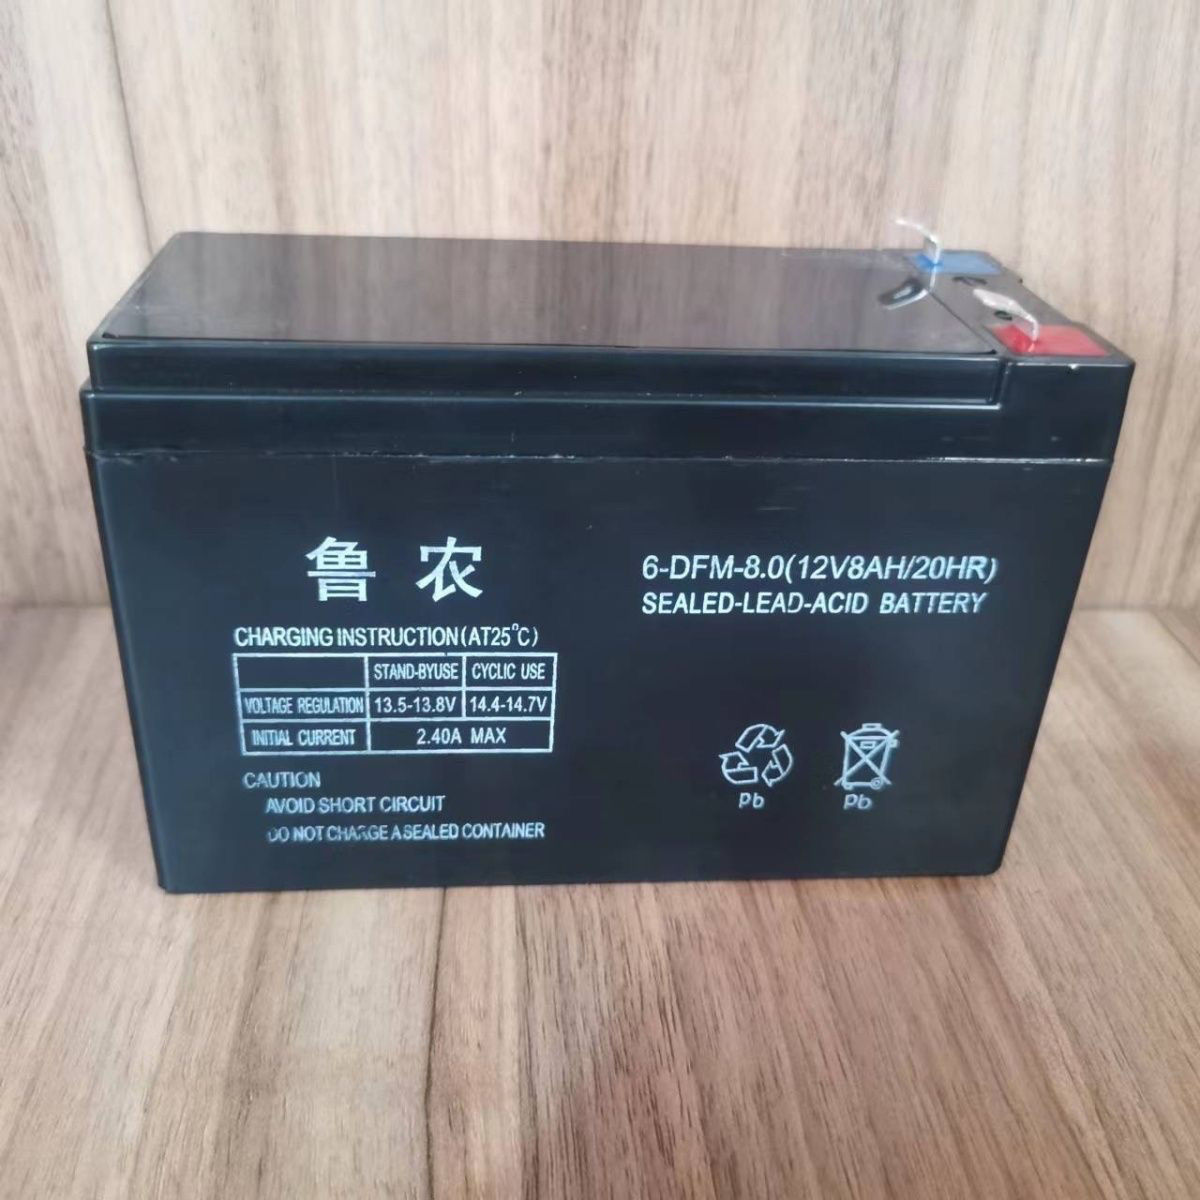 鲁农
6-DFM-8.0(12V8AH/20HR)
SEALED-LEAD-ACID BATTERY
CHARGING INSTRUCTION(AT25°C)
STAND-BYUSE CYCLIC USE
VOLTAGE REGULATION 13.5-13.8V 14.4-14.7V
INITIAL CURRENT 2.40A MAX
CAUTION
AVOID SHORT CIRCUIT
DO NOT CHARGE A SEALED CONTAINER
Pb
Pb